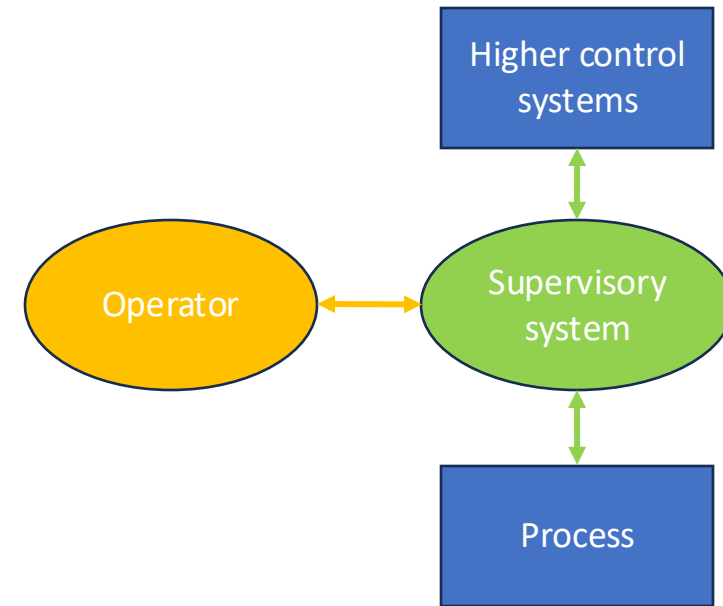 Higher control
systems
Operator
Supervisory
system
Process